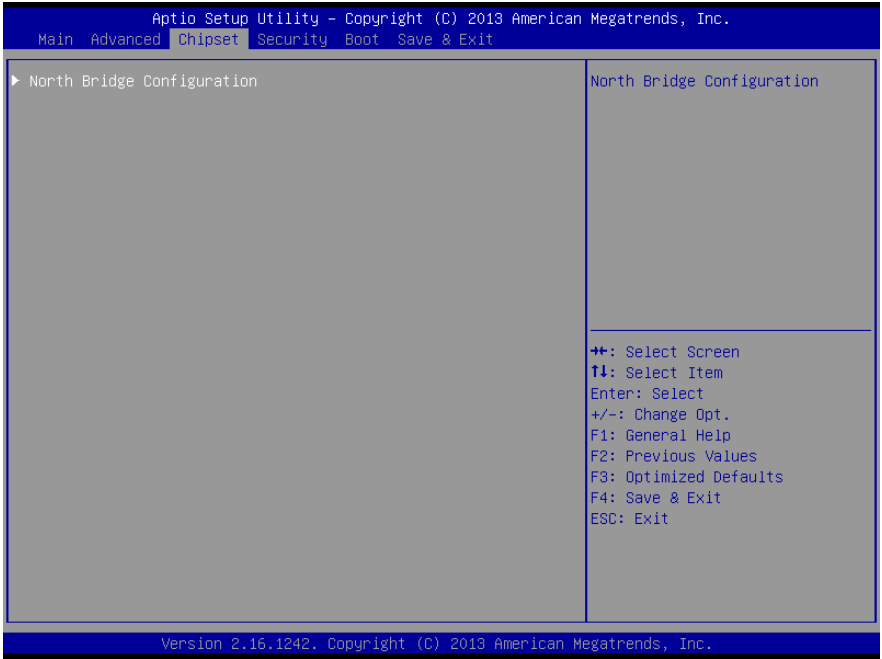 Aptio Setup Utility – Copyright (C) 2013 American Megatrends, Inc.
Main Advanced Chipset Security Boot Save & Exit
▶ North Bridge Configuration
North Bridge Configuration
→←: Select Screen
↑↓: Select Item
Enter: Select
+/-: Change Opt.
F1: General Help
F2: Previous Values
F3: Optimized Defaults
F4: Save & Exit
ESC: Exit
Version 2.16.1242. Copyright (C) 2013 American Megatrends, Inc.